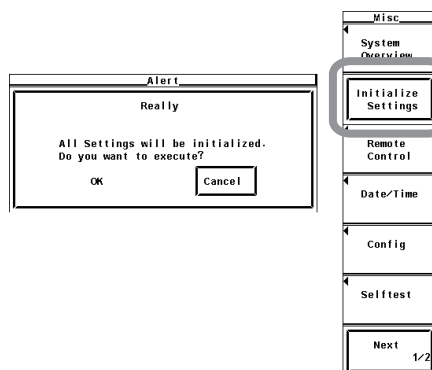 Alert
Really
All Settings will be initialized.
Do you want to execute?
OK
Cancel
Misc
System
Overview
Initialize
Settings
Remote
Control
Date/Time
Config
Selftest
Next
1/2